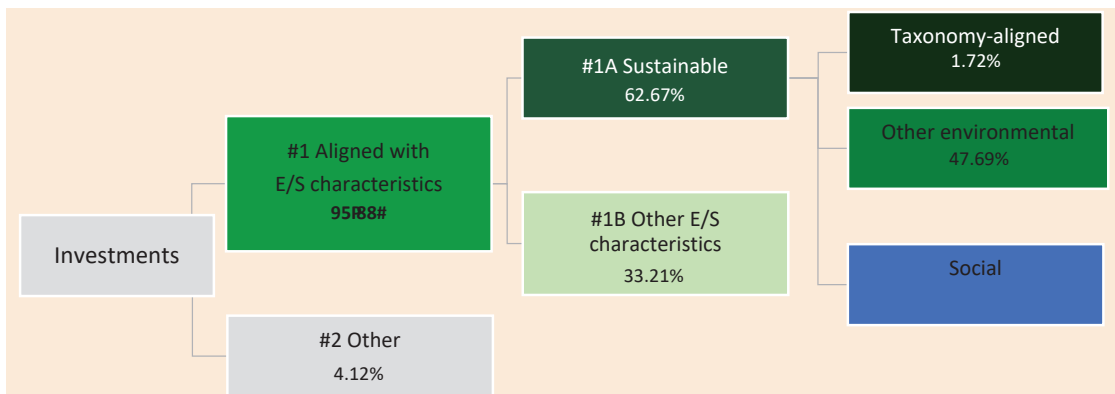 Investments
#1 Aligned with
E/S characteristics
#2 Other
4.12%
#1A Sustainable
62.67%
#1B Other E/S
characteristics
33.21%
Taxonomy-aligned
1.72%
Other environmental
47.69%
Social